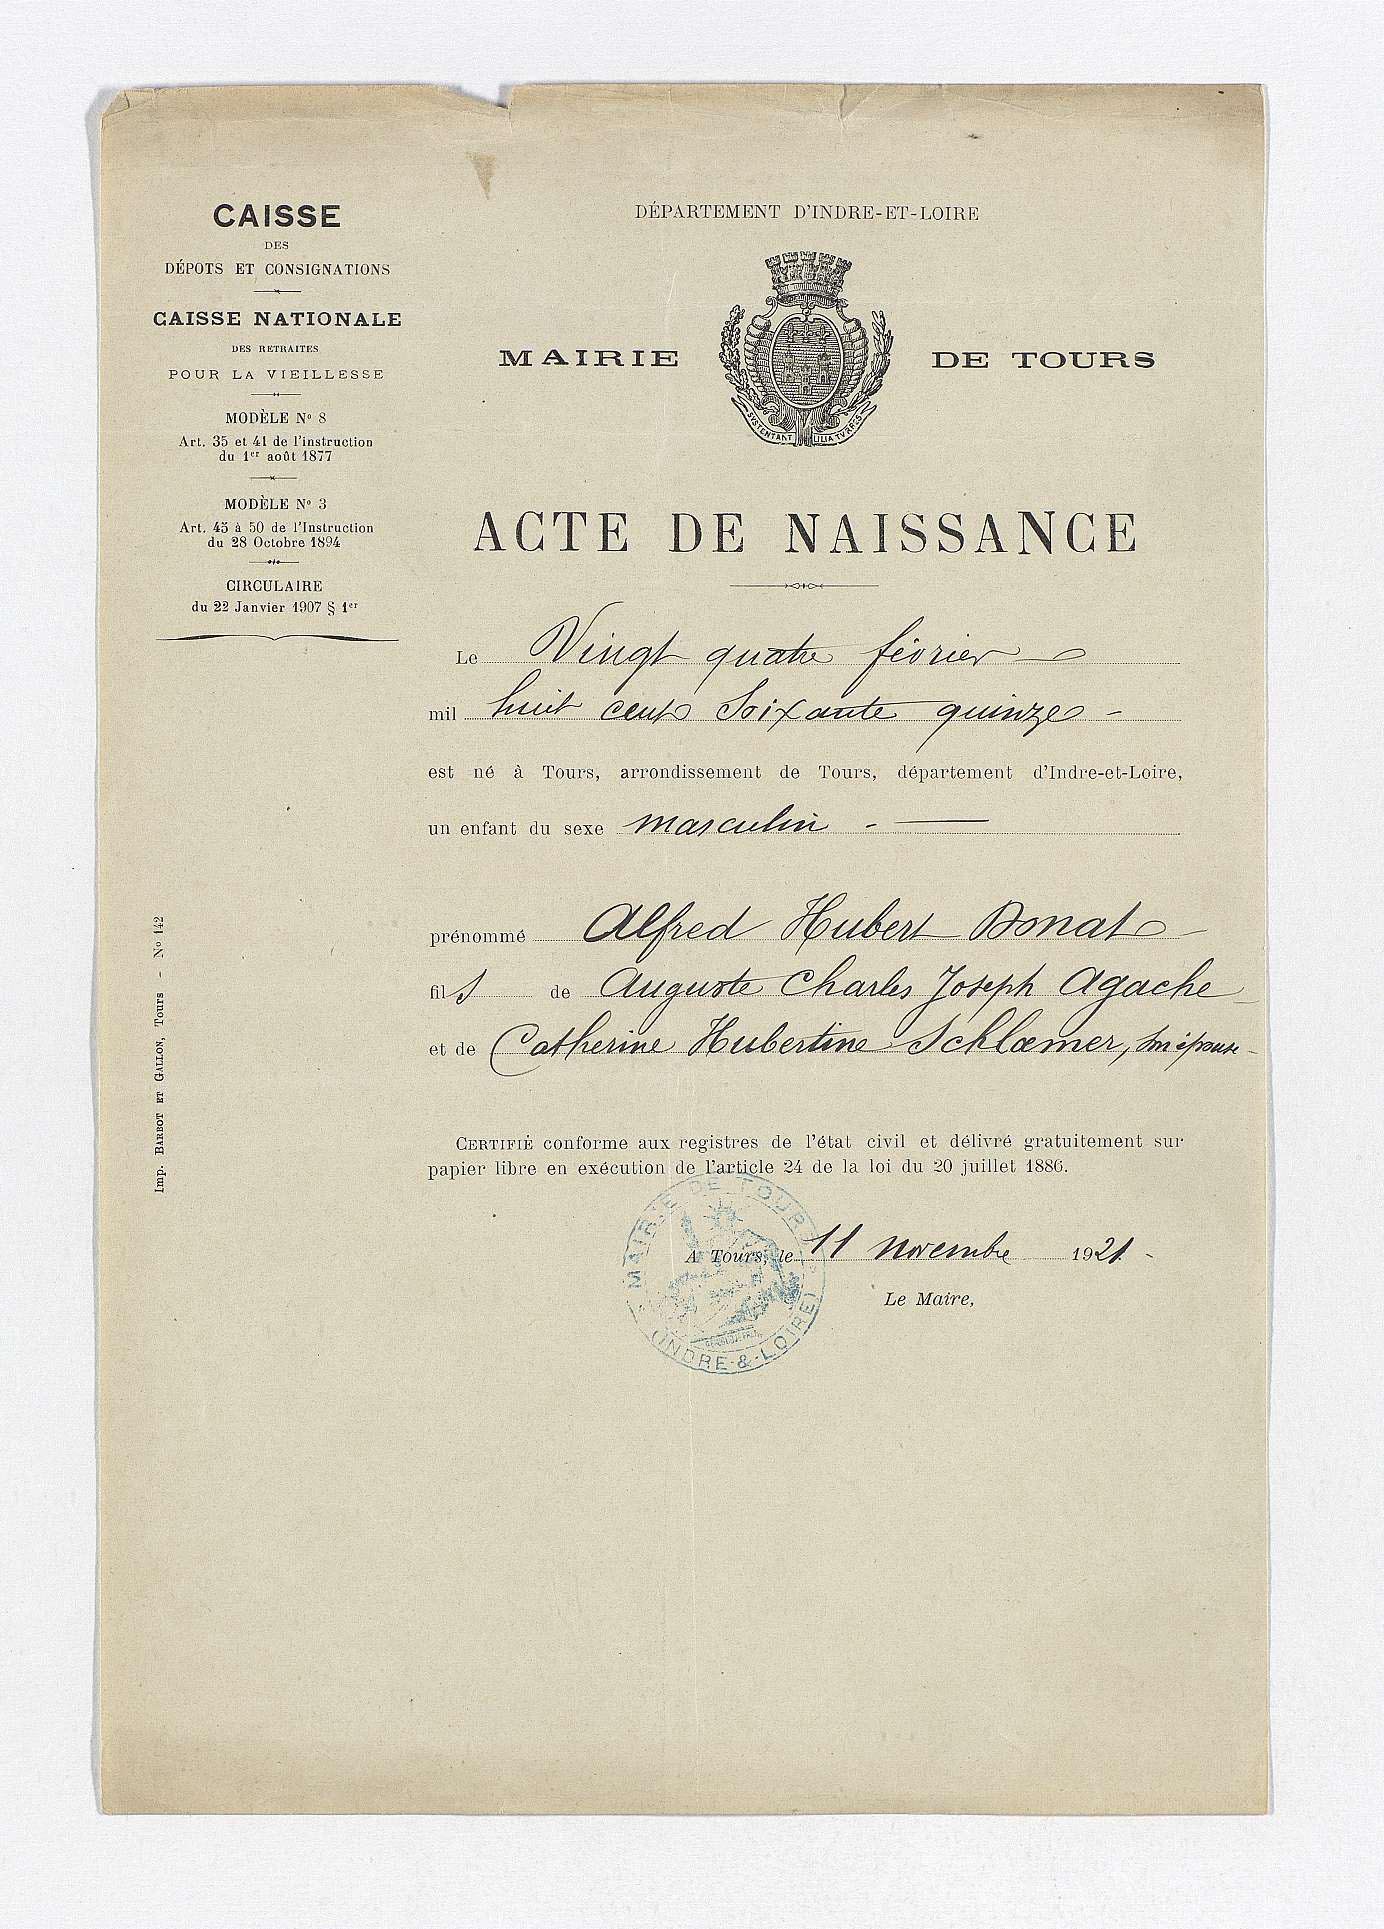 CAISSE
DES
DÉPOTS ET CONSIGNATIONS
CAISSE NATIONALE
DES RETRAITES
POUR LA VIEILLESSE
MODÈLE No 8
Art. 35 et 41 de l'instruction
du 1er août 1877
MODÈLE No 3
Art. 45 à 50 de l'Instruction
du 28 Octobre 1894
CIRCULAIRE
du 22 Janvier 1907 § 1er
Imp. BARBOT ET GALLON, Tours - No 142
DÉPARTEMENT D'INDRE-ET-LOIRE
MAIRIE DE TOURS
SVSTENTANT LILIA TVRRES
ACTE DE NAISSANCE
Le Vingt quatre février
mil huit cent soixante quinze -
est né à Tours, arrondissement de Tours, département d'Indre-et-Loire,
un enfant du sexe masculin -
prénommé Alfred Hubert Donat
fils de Auguste Charles Joseph Agache
et de Catherine Hubertine Schlœmer, son épouse -
CERTIFIÉ conforme aux registres de l'état civil et délivré gratuitement sur
papier libre en exécution de l'article 24 de la loi du 20 juillet 1886.
MAIRIE DE TOURS
(INDRE-&-LOIRE)
A Tours, le 11 novembre 1921. -
Le Maire,